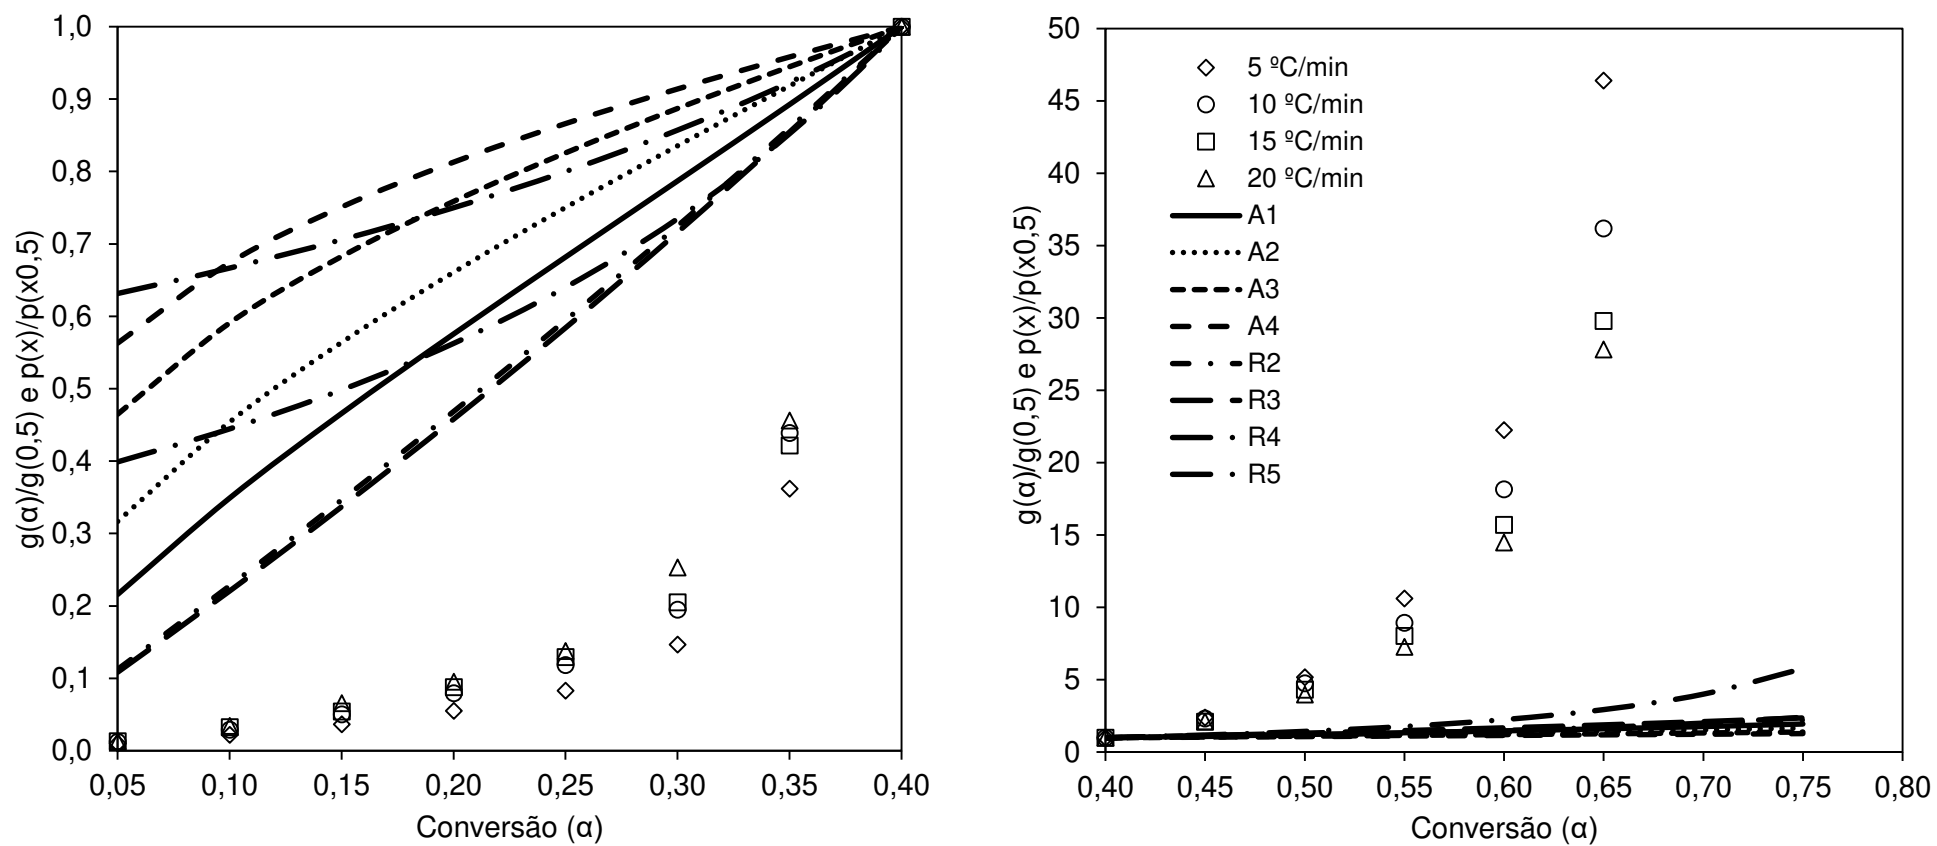 1,0
0,9
0,8
0,7
0,6
0,5
0,4
0,3
0,2
0,1
0,0
g(α)/g(0,5) e p(x)/p(x0,5)
0,05 0,10 0,15 0,20 0,25 0,30 0,35 0,40
Conversão (α)
50
45
40
35
30
25
20
15
10
5
0
g(α)/g(0,5) e p(x)/p(x0,5)
5 ºC/min
10 ºC/min
15 ºC/min
20 ºC/min
A1
A2
A3
A4
R2
R3
R4
R5
0,40 0,45 0,50 0,55 0,60 0,65 0,70 0,75 0,80
Conversão (α)